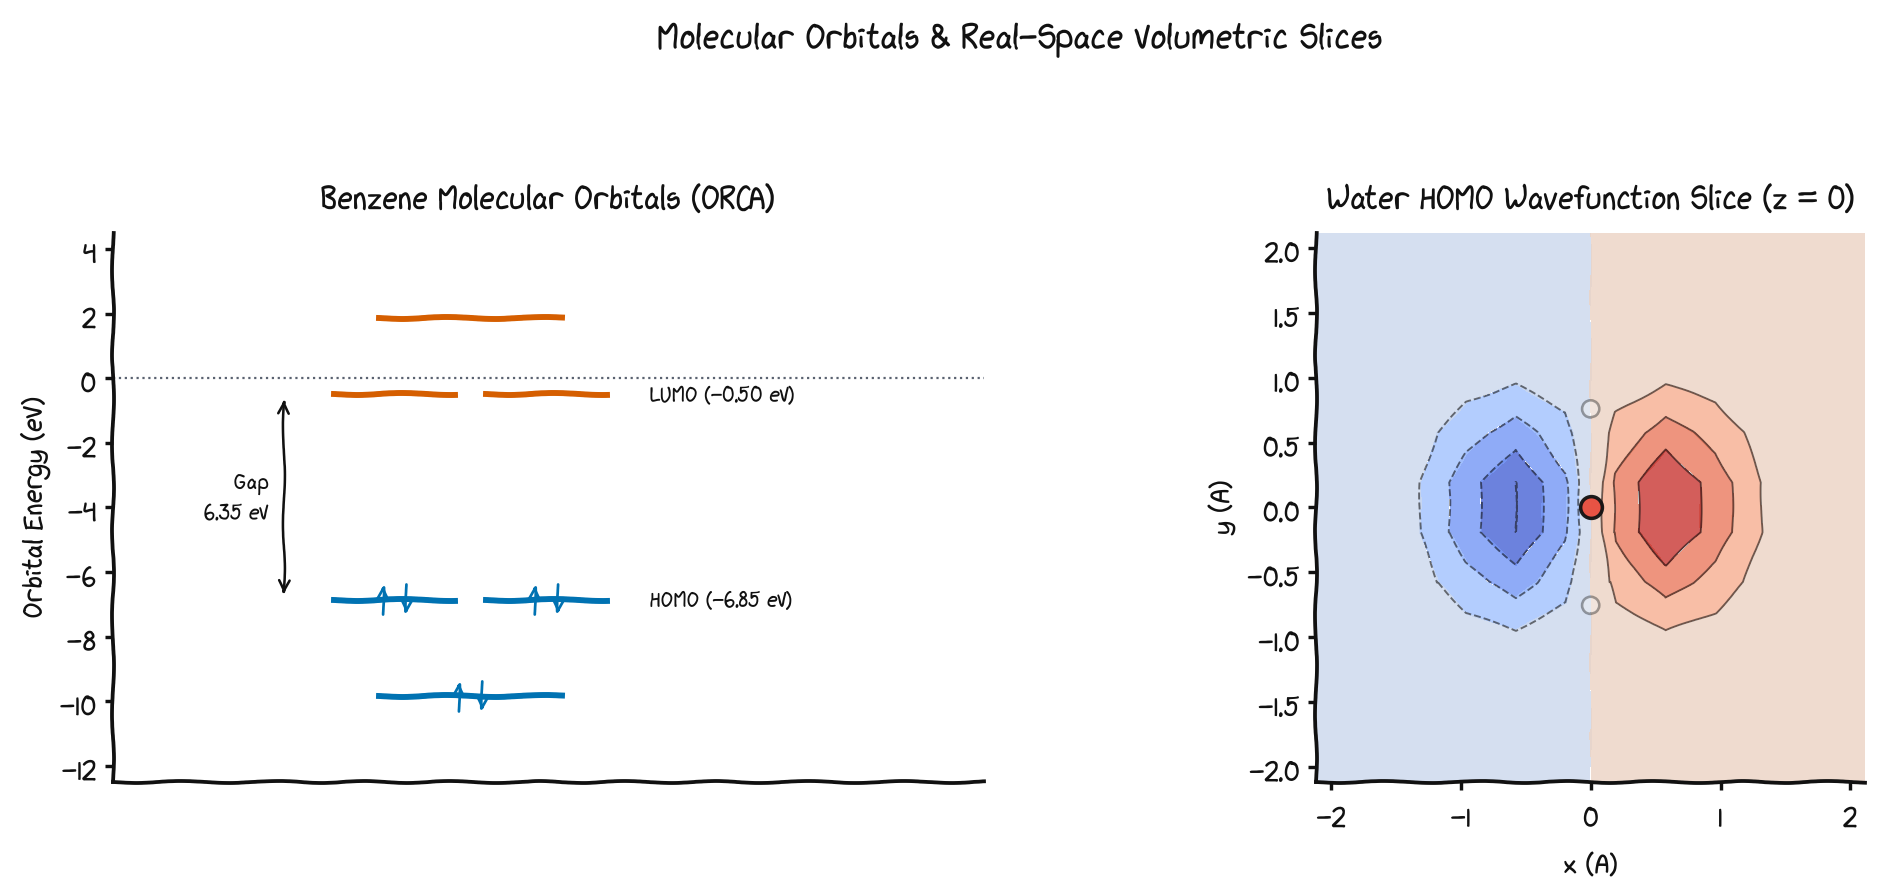 Molecular Orbitals & Real-Space Volumetric Slices
Benzene Molecular Orbitals (ORCA)
Orbital Energy (eV)
4
2
0
−2
−4
−6
−8
−10
−12
LUMO (−0.50 eV)
Gap
6.35 eV
HOMO (−6.85 eV)
Water HOMO Wavefunction Slice (z = 0)
y (A)
2.0
1.5
1.0
0.5
0.0
−0.5
−1.0
−1.5
−2.0
−2
−1
0
1
2
x (A)